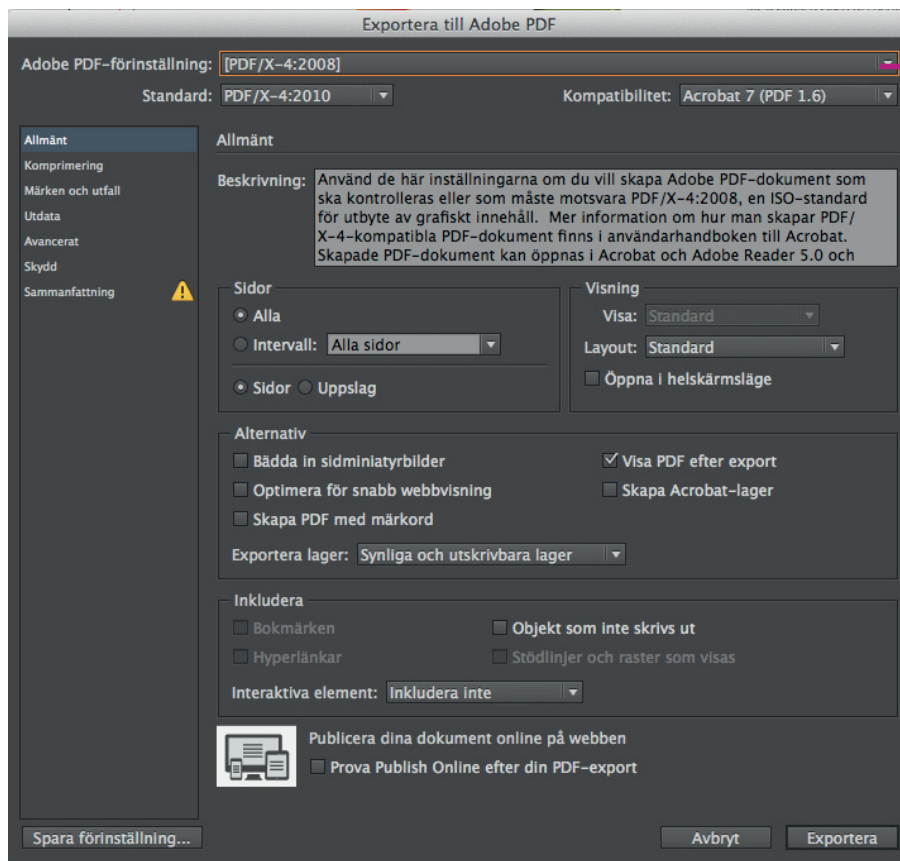 Exportera till Adobe PDF
Adobe PDF-förinställning: [PDF/X-4:2008]
Standard: PDF/X-4:2010 Kompatibilitet: Acrobat 7 (PDF 1.6)
Allmänt
Komprimering
Märken och utfall
Utdata
Avancerat
Skydd
Sammanfattning
Allmänt
Beskrivning: Använd de här inställningarna om du vill skapa Adobe PDF-dokument som
ska kontrolleras eller som måste motsvara PDF/X-4:2008, en ISO-standard
för utbyte av grafiskt innehåll. Mer information om hur man skapar PDF/
X-4-kompatibla PDF-dokument finns i användarhandboken till Acrobat.
Skapade PDF-dokument kan öppnas i Acrobat och Adobe Reader 5.0 och
Sidor
Alla
Intervall: Alla sidor
Sidor Uppslag
Visning
Visa: Standard
Layout: Standard
Öppna i helskärmsläge
Alternativ
Bädda in sidminiatyrbilder Visa PDF efter export
Optimera för snabb webbvisning Skapa Acrobat-lager
Skapa PDF med märkord
Exportera lager: Synliga och utskrivbara lager
Inkludera
Bokmärken Objekt som inte skrivs ut
Hyperlänkar Stödlinjer och raster som visas
Interaktiva element: Inkludera inte
Publicera dina dokument online på webben
Prova Publish Online efter din PDF-export
Spara förinställning... Avbryt Exportera